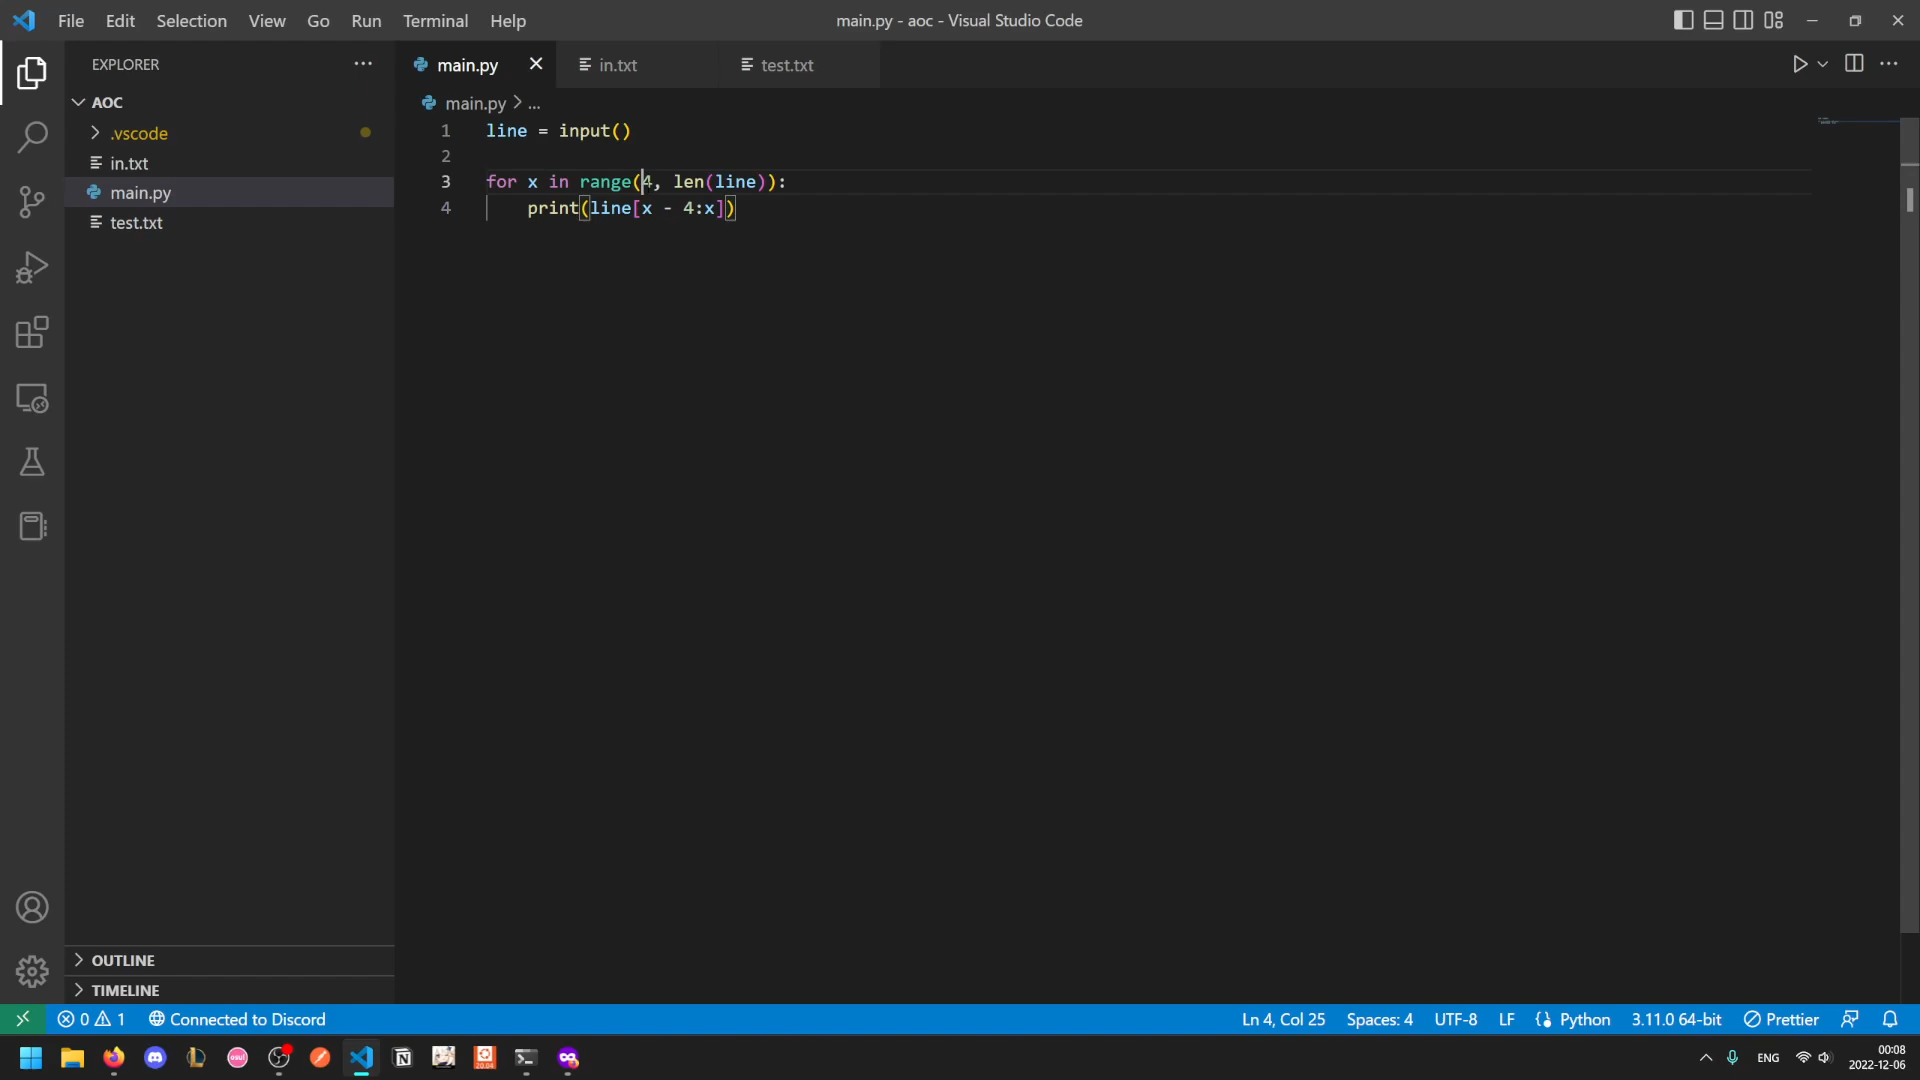 File Edit Selection View Go Run Terminal Help
main.py - aoc - Visual Studio Code
EXPLORER
AOC
.vscode
in.txt
main.py
test.txt
OUTLINE
TIMELINE
main.py
in.txt
test.txt
main.py > ...
1 line = input()
2
3 for x in range(4, len(line)):
4 print(line[x - 4:x])
0 1 Connected to Discord
Ln 4, Col 25 Spaces: 4 UTF-8 LF Python 3.11.0 64-bit Prettier
osu!
20.04
ENG
00:08
2022-12-06